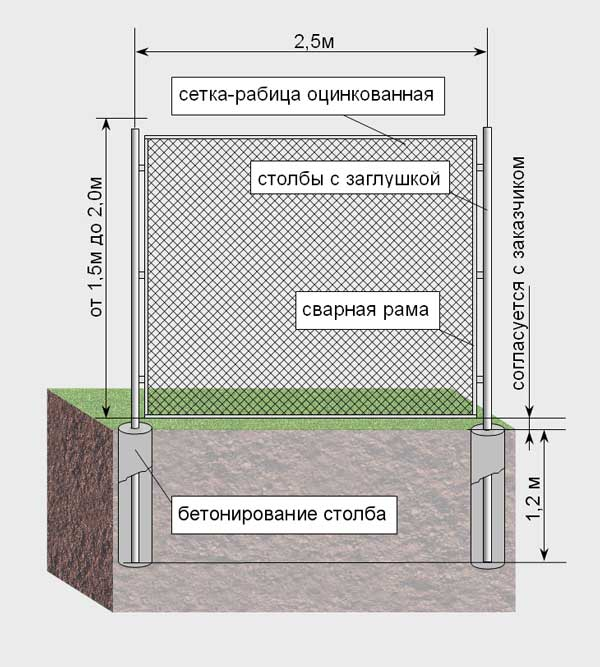 2,5м
сетка-рабица оцинкованная
столбы с заглушкой
от 1,5м до 2,0м
согласуется с заказчиком
сварная рама
бетонирование столба
1,2 м